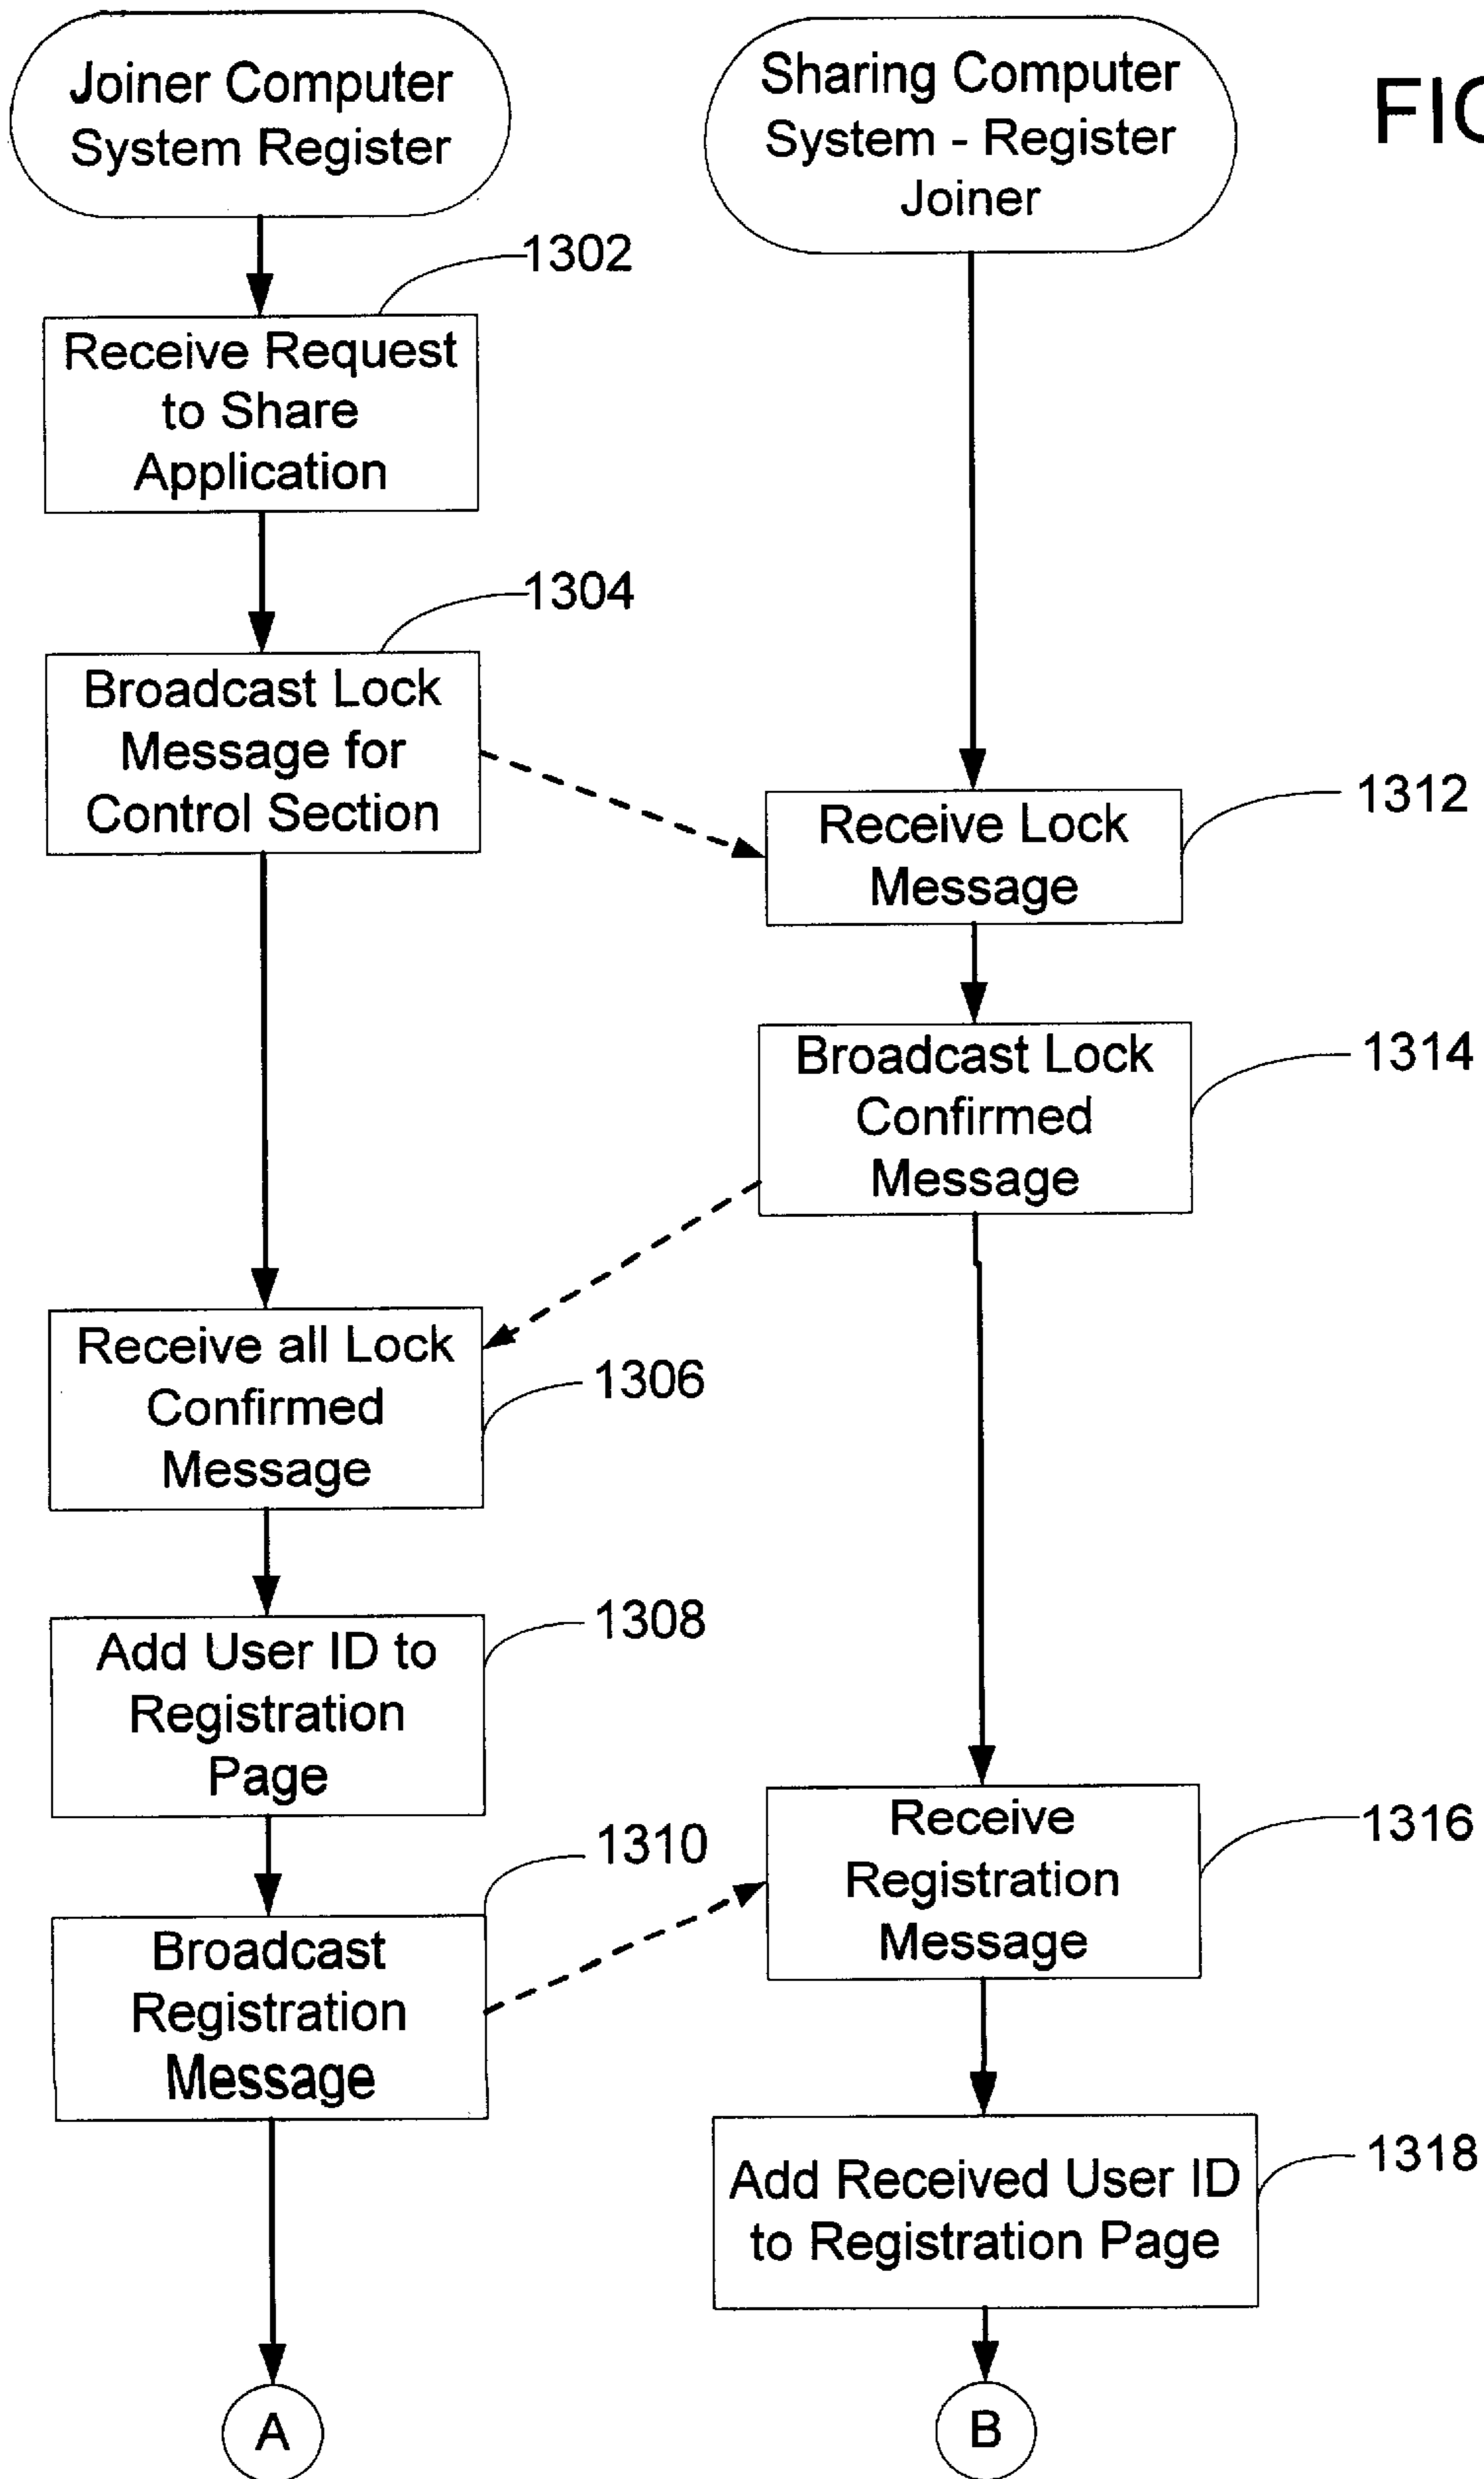 Joiner Computer
System Register
1302
Receive Request
to Share
Application
1304
Broadcast Lock
Message for
Control Section
Receive all Lock
Confirmed
Message
1306
Add User ID to
Registration
Page
1308
1310
Broadcast
Registration
Message
A
Sharing Computer
System - Register
Joiner
Receive Lock
Message
1312
Broadcast Lock
Confirmed
Message
1314
Receive
Registration
Message
1316
Add Received User ID
to Registration Page
1318
B